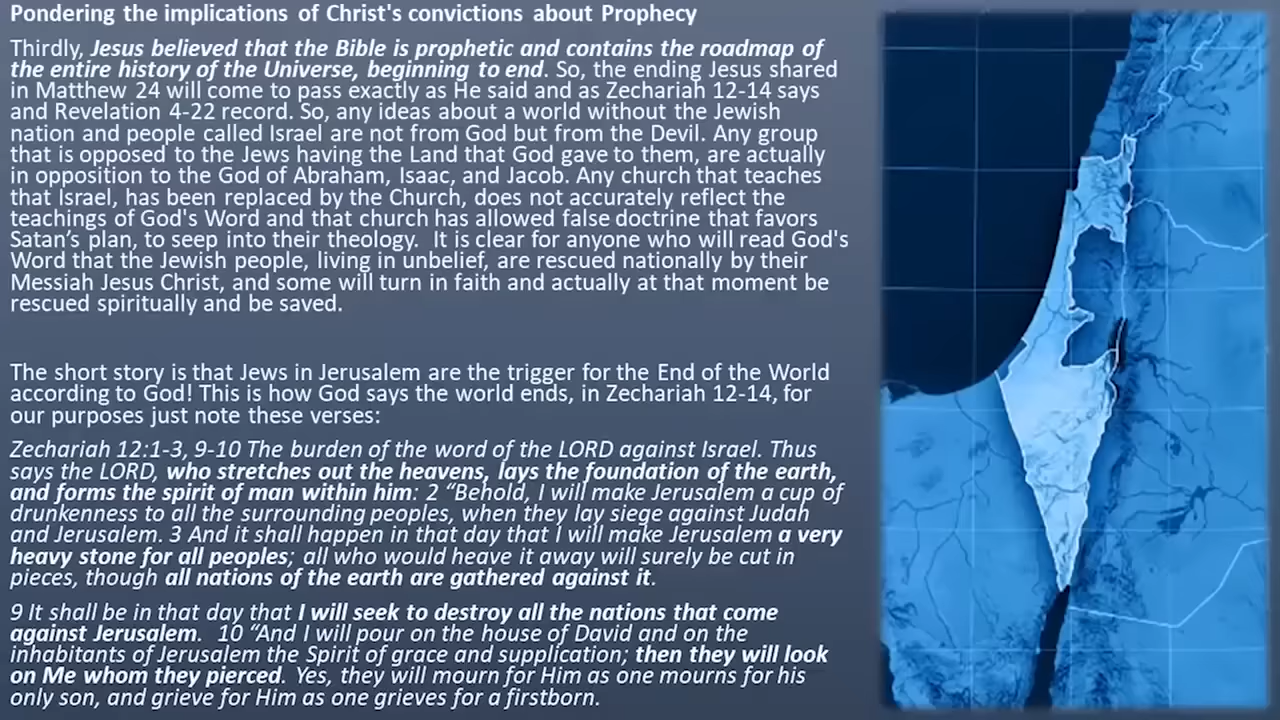 Pondering the implications of Christ's convictions about Prophecy
Thirdly, Jesus believed that the Bible is prophetic and contains the roadmap of
the entire history of the Universe, beginning to end. So, the ending Jesus shared
in Matthew 24 will come to pass exactly as He said and as Zechariah 12-14 says
and Revelation 4-22 record. So, any ideas about a world without the Jewish
nation and people called Israel are not from God but from the Devil. Any group
that is opposed to the Jews having the Land that God gave to them, are actually
in opposition to the God of Abraham, Isaac, and Jacob. Any church that teaches
that Israel, has been replaced by the Church, does not accurately reflect the
teachings of God's Word and that church has allowed false doctrine that favors
Satan’s plan, to seep into their theology.  It is clear for anyone who will read God's
Word that the Jewish people, living in unbelief, are rescued nationally by their
Messiah Jesus Christ, and some will turn in faith and actually at that moment be
rescued spiritually and be saved.
The short story is that Jews in Jerusalem are the trigger for the End of the World
according to God! This is how God says the world ends, in Zechariah 12-14, for
our purposes just note these verses:
Zechariah 12:1-3, 9-10 The burden of the word of the LORD against Israel. Thus
says the LORD, who stretches out the heavens, lays the foundation of the earth,
and forms the spirit of man within him: 2 “Behold, I will make Jerusalem a cup of
drunkenness to all the surrounding peoples, when they lay siege against Judah
and Jerusalem. 3 And it shall happen in that day that I will make Jerusalem a very
heavy stone for all peoples; all who would heave it away will surely be cut in
pieces, though all nations of the earth are gathered against it.
9 It shall be in that day that I will seek to destroy all the nations that come
against Jerusalem.  10 “And I will pour on the house of David and on the
inhabitants of Jerusalem the Spirit of grace and supplication; then they will look
on Me whom they pierced. Yes, they will mourn for Him as one mourns for his
only son, and grieve for Him as one grieves for a firstborn.